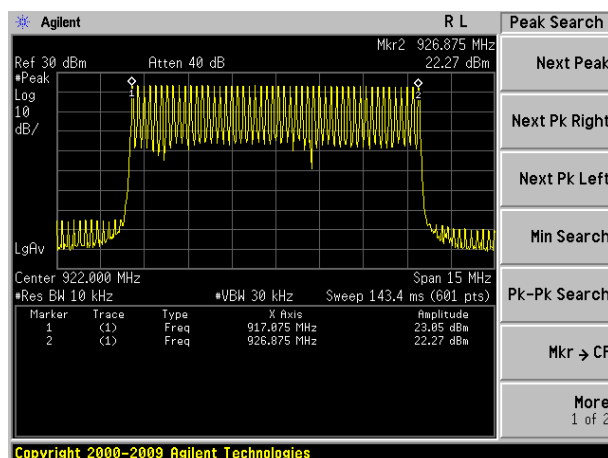 Agilent R L Peak Search
Mkr2 926.875 MHz
Ref 30 dBm Atten 40 dB 22.27 dBm
#Peak
Log
10
dB/
1
2
LgAv
Center 922.000 MHz Span 15 MHz
#Res BW 10 kHz #VBW 30 kHz Sweep 143.4 ms (601 pts)
Marker Trace Type X Axis Amplitude
1 (1) Freq 917.075 MHz 23.05 dBm
2 (1) Freq 926.875 MHz 22.27 dBm
Next Peak
Next Pk Right
Next Pk Left
Min Search
Pk-Pk Search
Mkr → CF
More
1 of 2
Copyright 2000-2009 Agilent Technologies